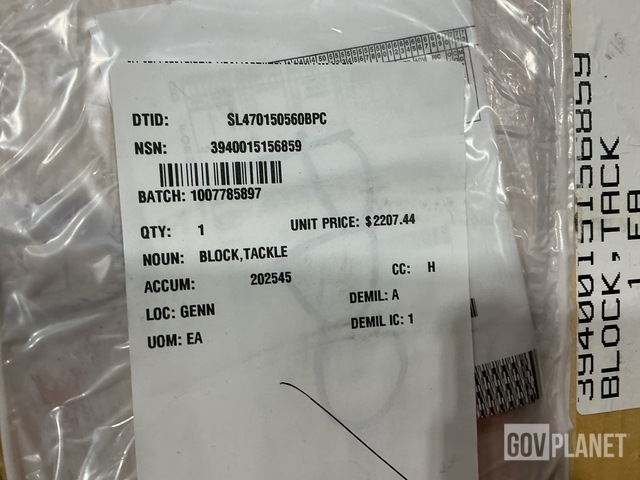 DTID: SL470150560BPC
NSN: 3940015156859
BATCH: 1007785897
QTY: 1 UNIT PRICE: $2207.44
NOUN: BLOCK,TACKLE
ACCUM: 202545 CC: H
LOC: GENN DEMIL: A
UOM: EA DEMIL IC: 1
3940015156859
BLOCK,TACK
1 EA
GOVPLANET